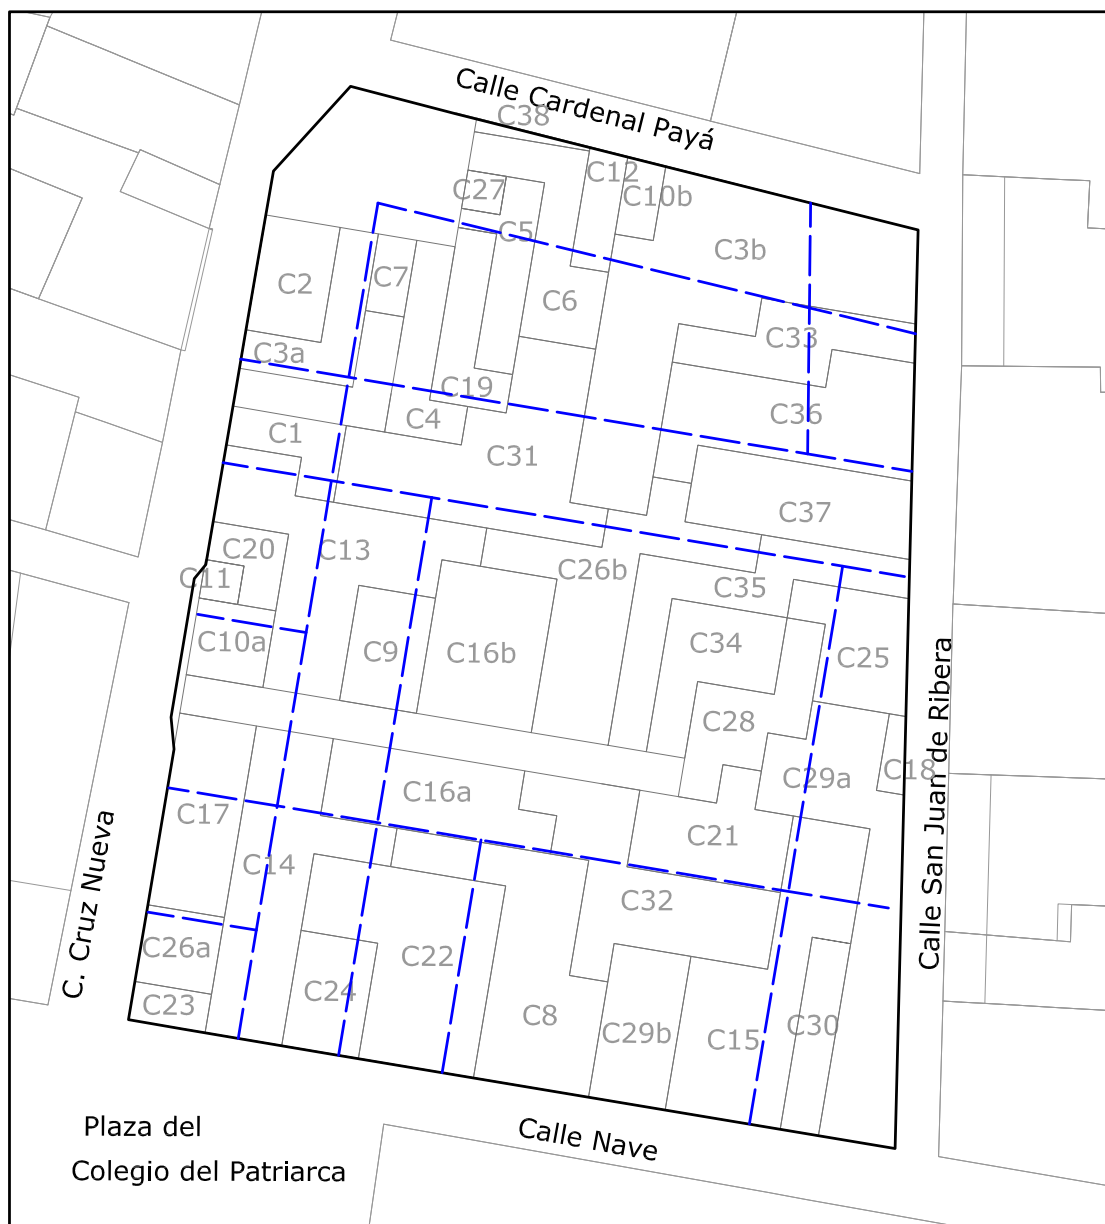 Calle Cardenal Payá
C38
C12
C27
C10b
C5
C3b
C7
C2
C6
C33
C3a
C19
C36
C4
C1
C31
C37
C20
C13
C26b
C11
C35
C10a
C9
C16b
C34
C25
C28
C18
C29a
C16a
C17
C21
C14
C32
C26a
C22
C24
C23
C8
C29b
C15
C30
C. Cruz Nueva
Calle San Juan de Ribera
Calle Nave
Plaza del
Colegio del Patriarca